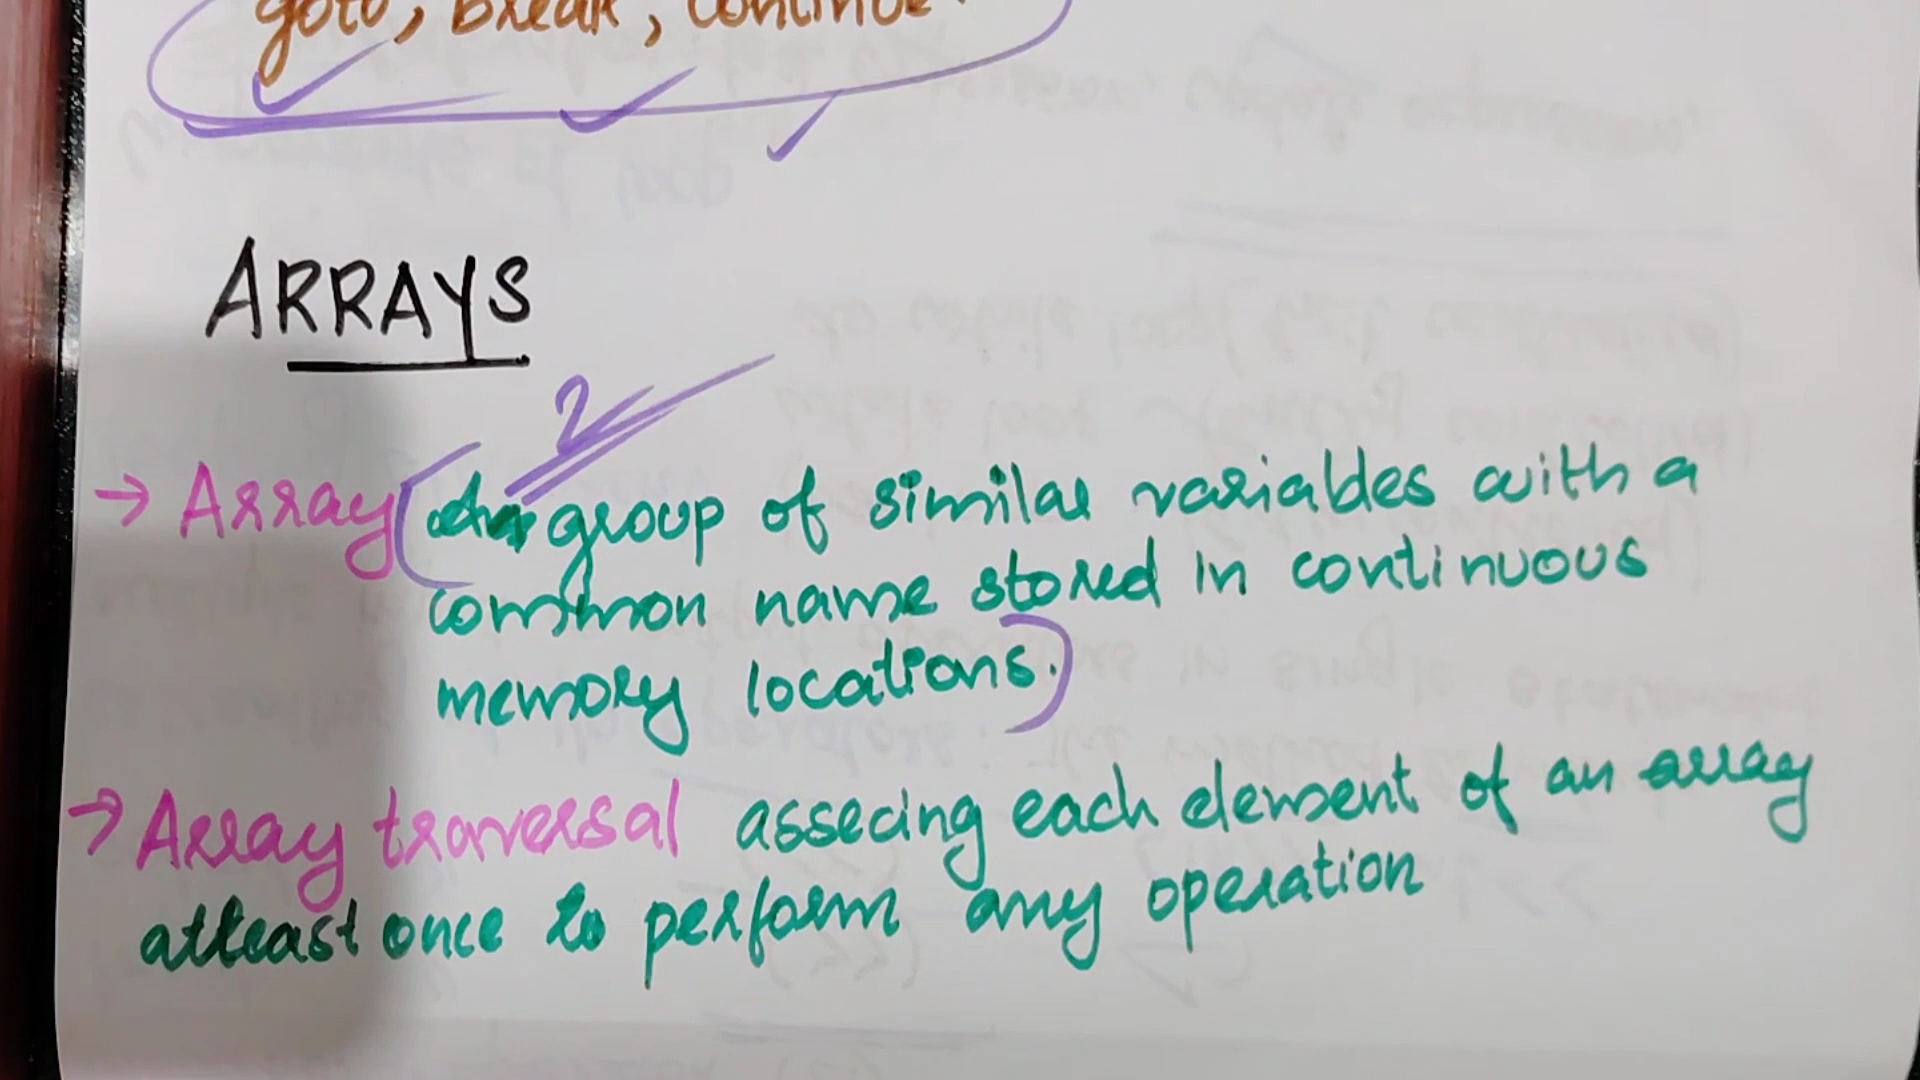 goto, break, continue.
ARRAYS
2
→ Array group of similar variables with a
common name stored in continuous
memory locations.
→ Array traversal assecing each element of an array
atleast once to perform any operation